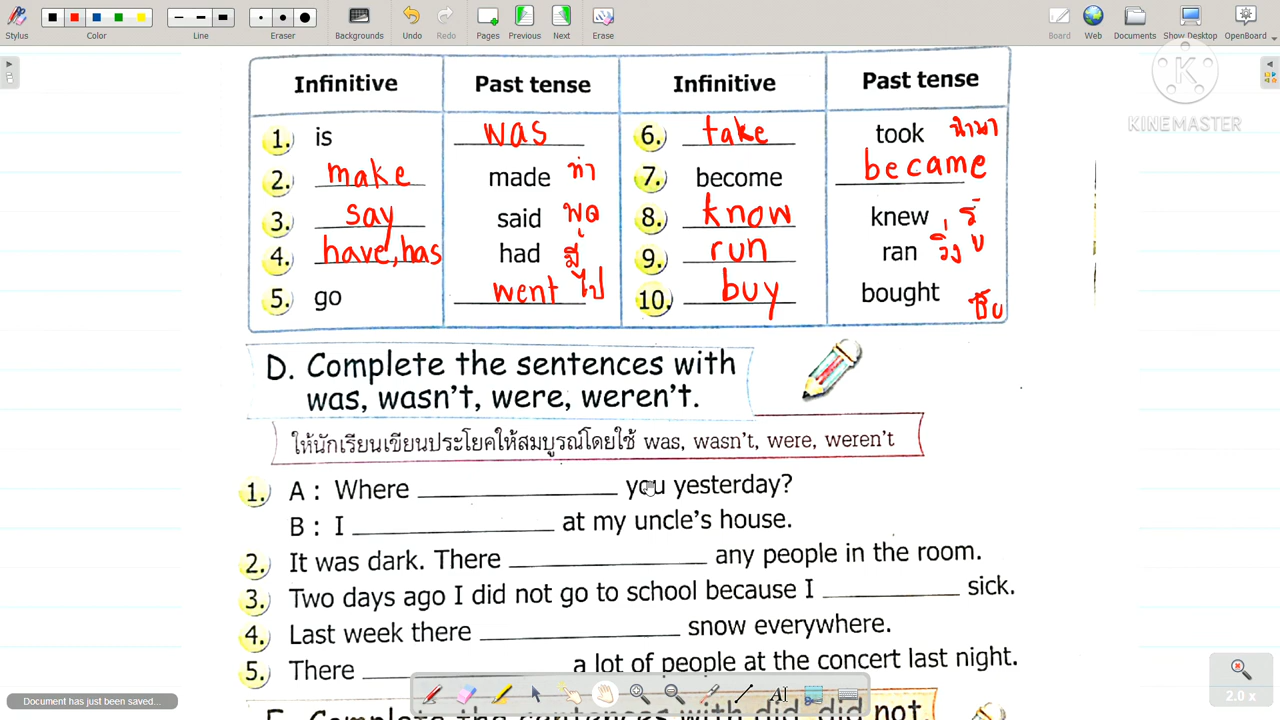 Stylus Color Line Eraser Backgrounds Undo Redo Pages Previous Next Erase Board Web Documents Show Desktop OpenBoard
KINEMASTER
Infinitive Past tense Infinitive Past tense
1. is was 6. take took นำมา
2. make made ทำ 7. become became
3. say said พูด 8. know knew รู้
4. have, has had มี 9. run ran วิ่ง
5. go went ไป 10. buy bought ซื้อ
D. Complete the sentences with
was, wasn't, were, weren't.
ให้นักเรียนเขียนประโยคให้สมบูรณ์โดยใช้ was, wasn't, were, weren't
1. A : Where ____________ you yesterday?
B : I ____________ at my uncle's house.
2. It was dark. There ____________ any people in the room.
3. Two days ago I did not go to school because I ________ sick.
4. Last week there ____________ snow everywhere.
5. There ____________ a lot of people at the concert last night.
Document has just been saved...
2.0 x